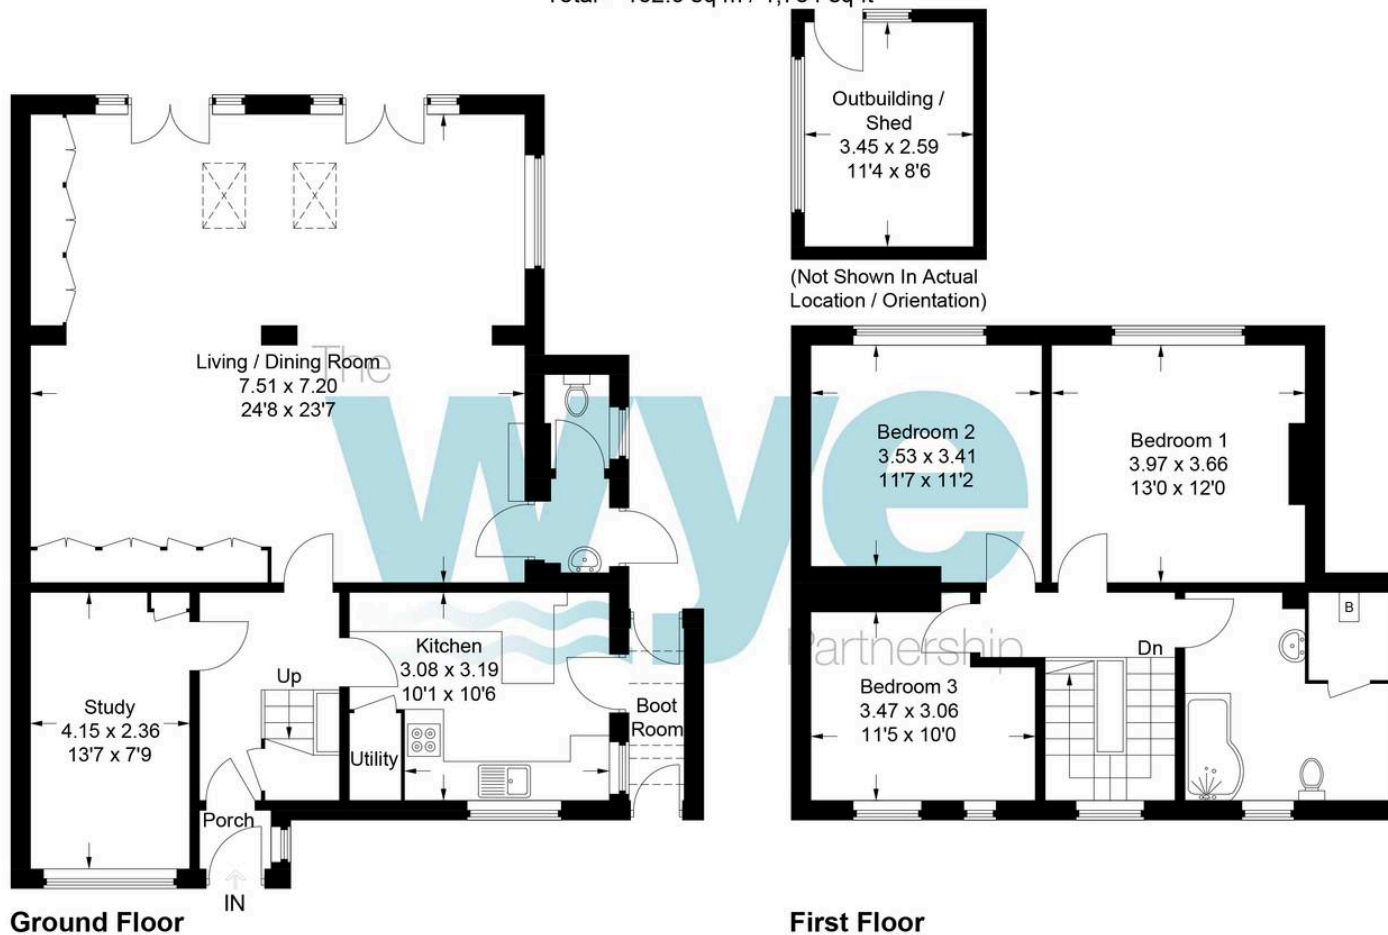 Outbuilding /
Shed
3.45 x 2.59
11'4 x 8'6
(Not Shown In Actual
Location / Orientation)
Living / Dining Room
7.51 x 7.20
24'8 x 23'7
The
wye
Partnership
Bedroom 2
3.53 x 3.41
11'7 x 11'2
Bedroom 1
3.97 x 3.66
13'0 x 12'0
Kitchen
3.08 x 3.19
10'1 x 10'6
Study
4.15 x 2.36
13'7 x 7'9
Up
Utility
Boot
Room
Porch
IN
Bedroom 3
3.47 x 3.06
11'5 x 10'0
Dn
B
Ground Floor
First Floor